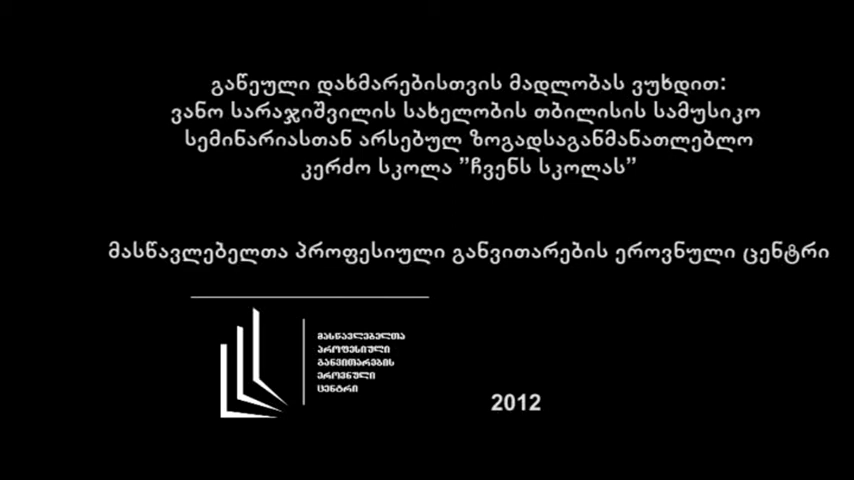 გაწეული დახმარებისთვის მადლობას ვუხდით:
ვანო სარაჯიშვილის სახელობის თბილისის სამუსიკო
სემინარიასთან არსებულ ზოგადსაგანმანათლებლო
კერძო სკოლა ”ჩვენს სკოლას”
მასწავლებელთა პროფესიული განვითარების ეროვნული ცენტრი
მასწავლებელთა
პროფესიული
განვითარების
ეროვნული
ცენტრი
2012